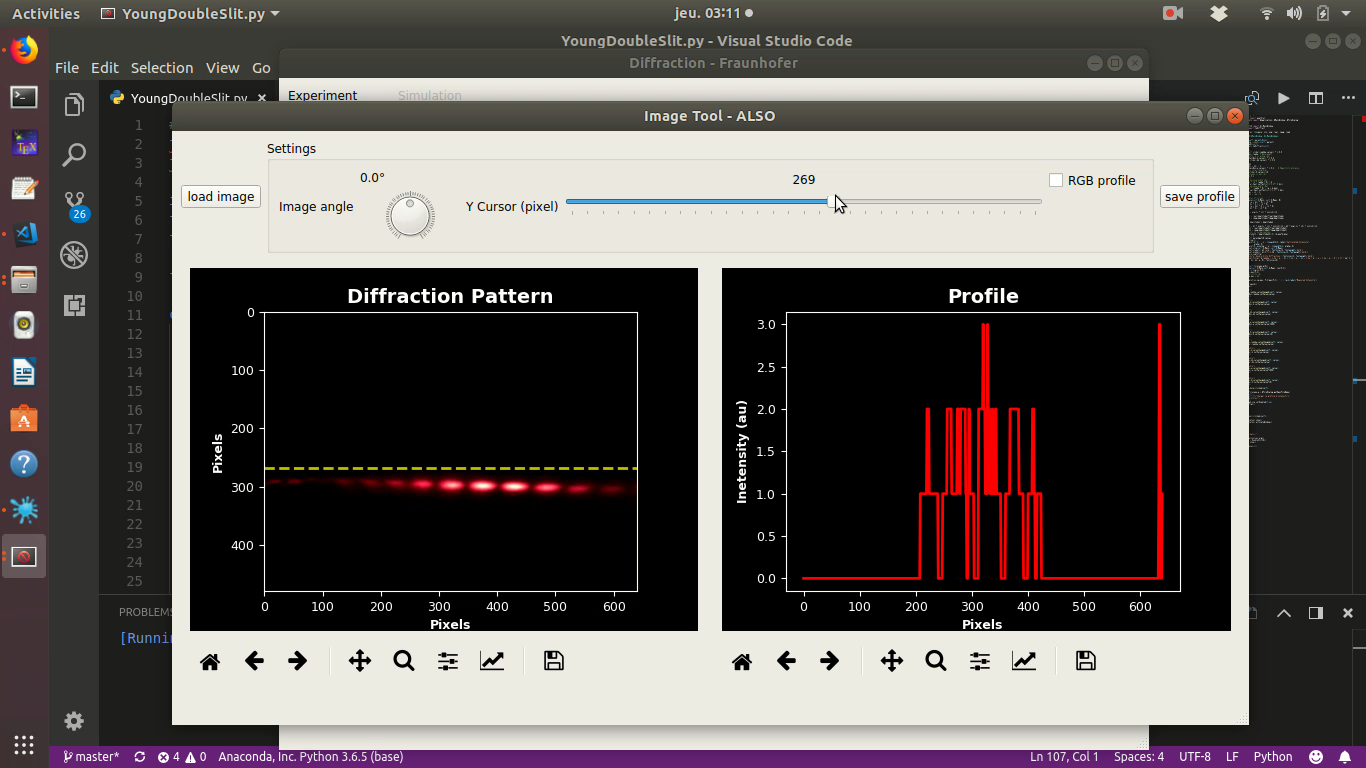 Activities YoungDoubleSlit.py jeu. 03:11
YoungDoubleSlit.py - Visual Studio Code
File Edit Selection View Go
Diffraction - Fraunhofer
Experiment Simulation
YoungDoubleSlit.py
Image Tool - ALSO
Settings
load image
0.0°
Image angle
269
Y Cursor (pixel)
RGB profile
save profile
26
1
2
3
4
5
6
7
8
9
10
11
12
13
14
15
16
17
18
19
20
21
22
23
24
25
Diffraction Pattern
0
100
200
300
400
Pixels
0 100 200 300 400 500 600
Pixels
Profile
3.0
2.5
2.0
1.5
1.0
0.5
0.0
Inetensity (au)
0 100 200 300 400 500 600
Pixels
PROBLEMS
[Runnin
master* 4 0 Anaconda, Inc. Python 3.6.5 (base) Ln 107, Col 1 Spaces: 4 UTF-8 LF Python